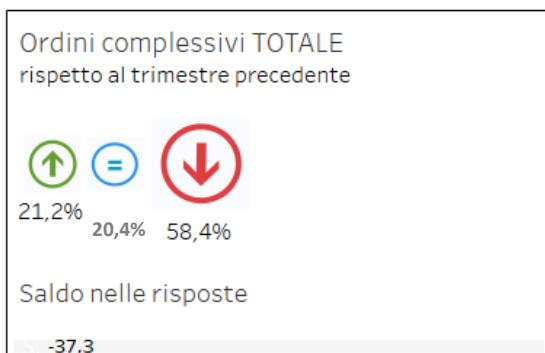 Ordini complessivi TOTALE
rispetto al trimestre precedente
=
21,2%
20,4%
58,4%
Saldo nelle risposte
-37,3